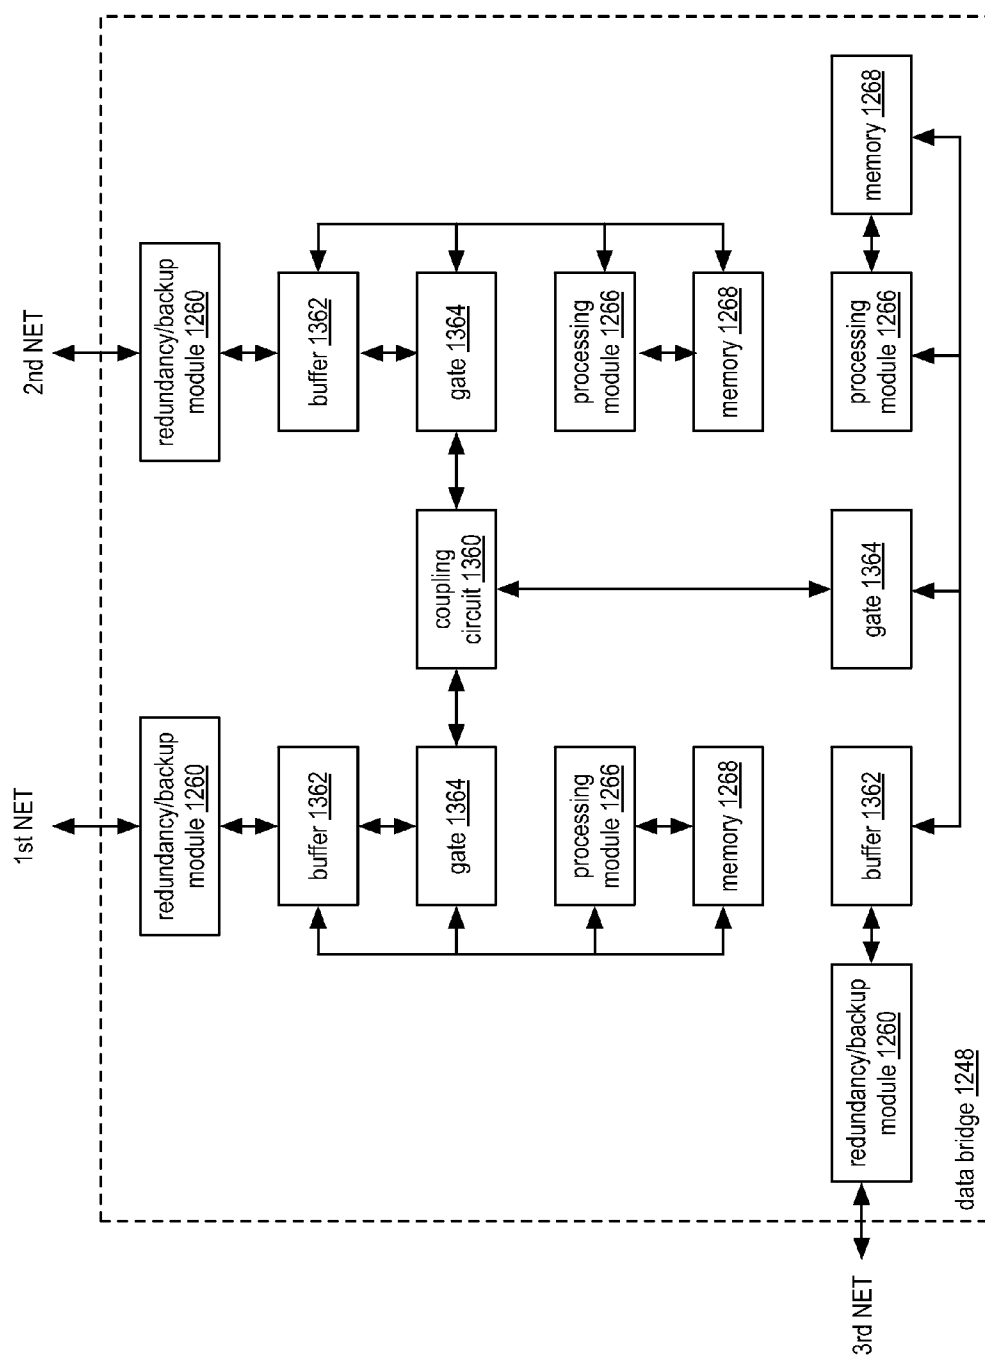 1st NET
2nd NET
redundancy/backup
module 1260
redundancy/backup
module 1260
buffer 1362
buffer 1362
gate 1364
coupling
circuit 1360
gate 1364
processing
module 1266
processing
module 1266
memory 1268
memory 1268
3rd NET
redundancy/backup
module 1260
buffer 1362
gate 1364
processing
module 1266
memory 1268
data bridge 1248